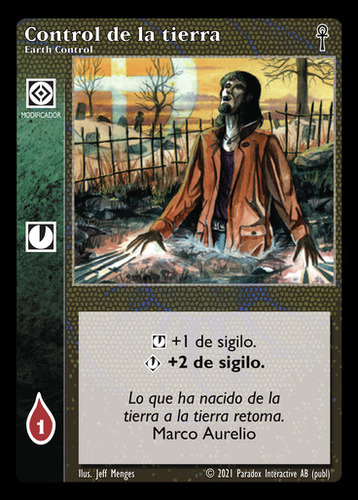 Control de la tierra
Earth Control
MODIFICADOR
+1 de sigilo.
+2 de sigilo.
Lo que ha nacido de la
tierra a la tierra retoma.
Marco Aurelio
1
Ilus. Jeff Menges
© 2021 Paradox Interactive AB (publ)